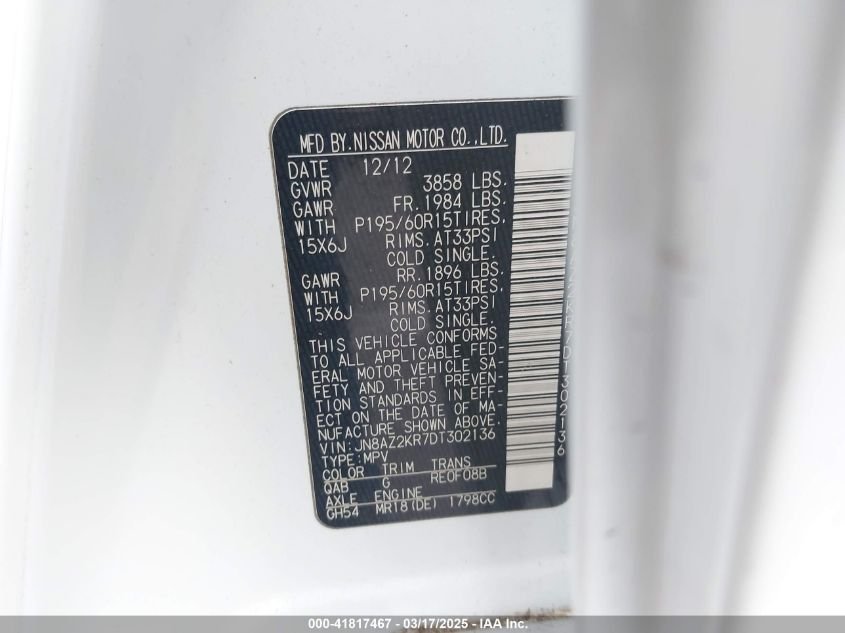 MFD BY.NISSAN MOTOR CO.,LTD.
DATE 12/12
GVWR 3858 LBS.
GAWR FR. 1984 LBS.
WITH P195/60R15TIRES.
15X6J RIMS. AT33PSI
COLD SINGLE.
GAWR RR. 1896 LBS.
WITH P195/60R15TIRES.
15X6J RIMS. AT33PSI
COLD SINGLE.
THIS VEHICLE CONFORMS
TO ALL APPLICABLE FED-
ERAL MOTOR VEHICLE SA-
FETY AND THEFT PREVEN-
TION STANDARDS IN EFF-
ECT ON THE DATE OF MA-
NUFACTURE SHOWN ABOVE.
VIN: JN8AZ2KR7DT302136
TYPE:MPV
COLOR TRIM TRANS
QAB G RE0F08B
AXLE ENGINE
GH54 MR18(DE) 1798CC
KR7DT302136
000-41817467 - 03/17/2025 - IAA Inc.